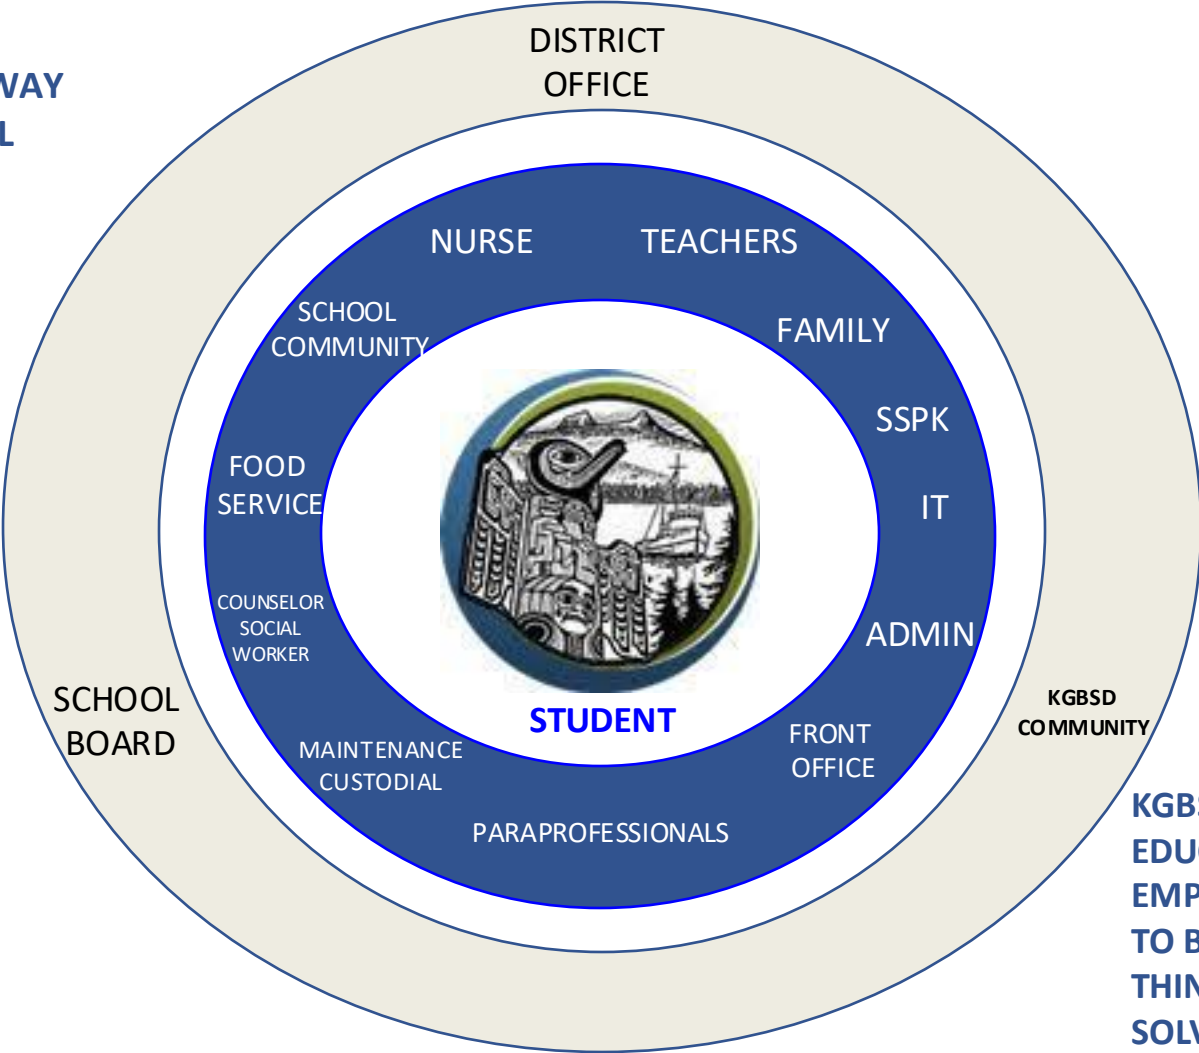 DISTRICT
OFFICE
NURSE
TEACHERS
SCHOOL
COMMUNITY
FAMILY
SSPK
FOOD
SERVICE
IT
COUNSELOR
SOCIAL
WORKER
ADMIN
SCHOOL
BOARD
KGBSD
COMMUNITY
STUDENT
FRONT
OFFICE
MAINTENANCE
CUSTODIAL
PARAPROFESSIONALS
TO B